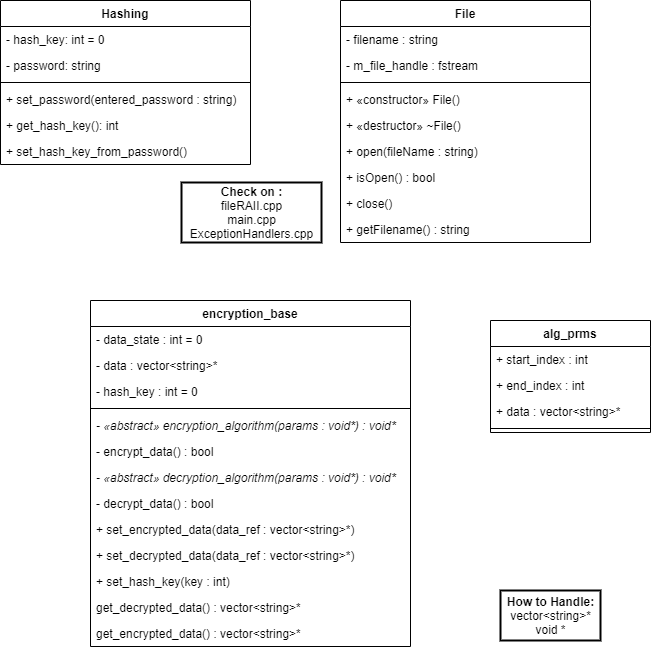 Hashing
- hash_key: int = 0
- password: string
+ set_password(entered_password : string)
+ get_hash_key(): int
+ set_hash_key_from_password()
File
- filename : string
- m_file_handle : fstream
+ «constructor» File()
+ «destructor» ~File()
+ open(fileName : string)
+ isOpen() : bool
+ close()
+ getFilename() : string
Check on :
fileRAII.cpp
main.cpp
ExceptionHandlers.cpp
encryption_base
- data_state : int = 0
- data : vector<string>*
- hash_key : int = 0
- «abstract» encryption_algorithm(params : void*) : void*
- encrypt_data() : bool
- «abstract» decryption_algorithm(params : void*) : void*
- decrypt_data() : bool
+ set_encrypted_data(data_ref : vector<string>*)
+ set_decrypted_data(data_ref : vector<string>*)
+ set_hash_key(key : int)
get_decrypted_data() : vector<string>*
get_encrypted_data() : vector<string>*
alg_prms
+ start_index : int
+ end_index : int
+ data : vector<string>*
How to Handle:
vector<string>*
void *